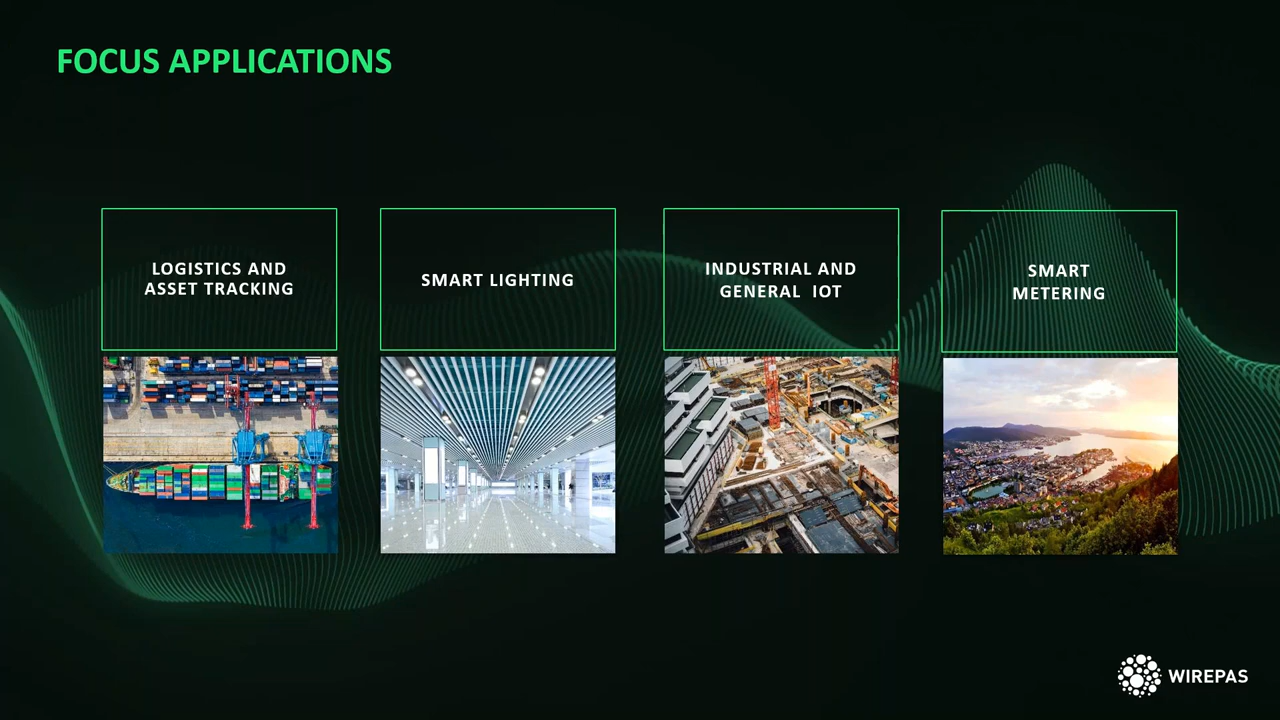 FOCUS APPLICATIONS
LOGISTICS AND
ASSET TRACKING
SMART LIGHTING
INDUSTRIAL AND
GENERAL IOT
SMART
METERING
WIREPAS